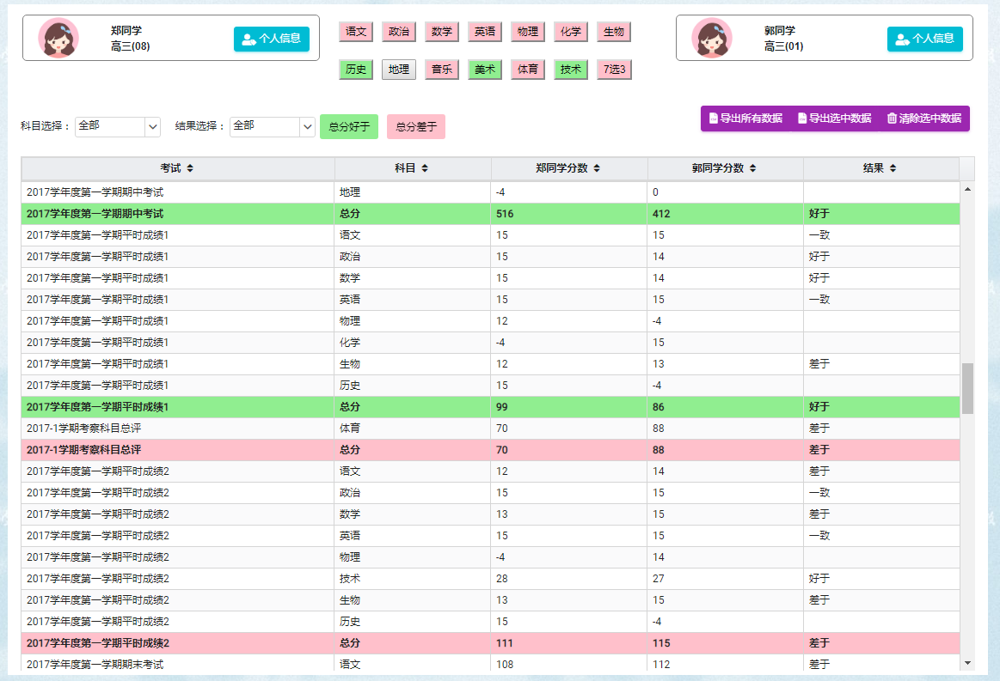 郑同学
高三(08)
个人信息
语文 政治 数学 英语 物理 化学 生物
历史 地理 音乐 美术 体育 技术 7选3
郭同学
高三(01)
个人信息
科目选择： 全部 结果选择： 全部 总分好于 总分差于
导出所有数据 导出选中数据 清除选中数据
考试 科目 郑同学分数 郭同学分数 结果
2017学年度第一学期期中考试 地理 -4 0
2017学年度第一学期期中考试 总分 516 412 好于
2017学年度第一学期平时成绩1 语文 15 15 一致
2017学年度第一学期平时成绩1 政治 15 14 好于
2017学年度第一学期平时成绩1 数学 15 14 好于
2017学年度第一学期平时成绩1 英语 15 15 一致
2017学年度第一学期平时成绩1 物理 12 -4
2017学年度第一学期平时成绩1 化学 -4 15
2017学年度第一学期平时成绩1 生物 12 13 差于
2017学年度第一学期平时成绩1 历史 15 -4
2017学年度第一学期平时成绩1 总分 99 86 好于
2017-1学期考察科目总评 体育 70 88 差于
2017-1学期考察科目总评 总分 70 88 差于
2017学年度第一学期平时成绩2 语文 12 14 差于
2017学年度第一学期平时成绩2 政治 15 15 一致
2017学年度第一学期平时成绩2 数学 13 15 差于
2017学年度第一学期平时成绩2 英语 15 15 一致
2017学年度第一学期平时成绩2 物理 -4 14
2017学年度第一学期平时成绩2 技术 28 27 好于
2017学年度第一学期平时成绩2 生物 13 15 差于
2017学年度第一学期平时成绩2 历史 15 -4
2017学年度第一学期平时成绩2 总分 111 115 差于
2017学年度第一学期期末考试 语文 108 112 差于